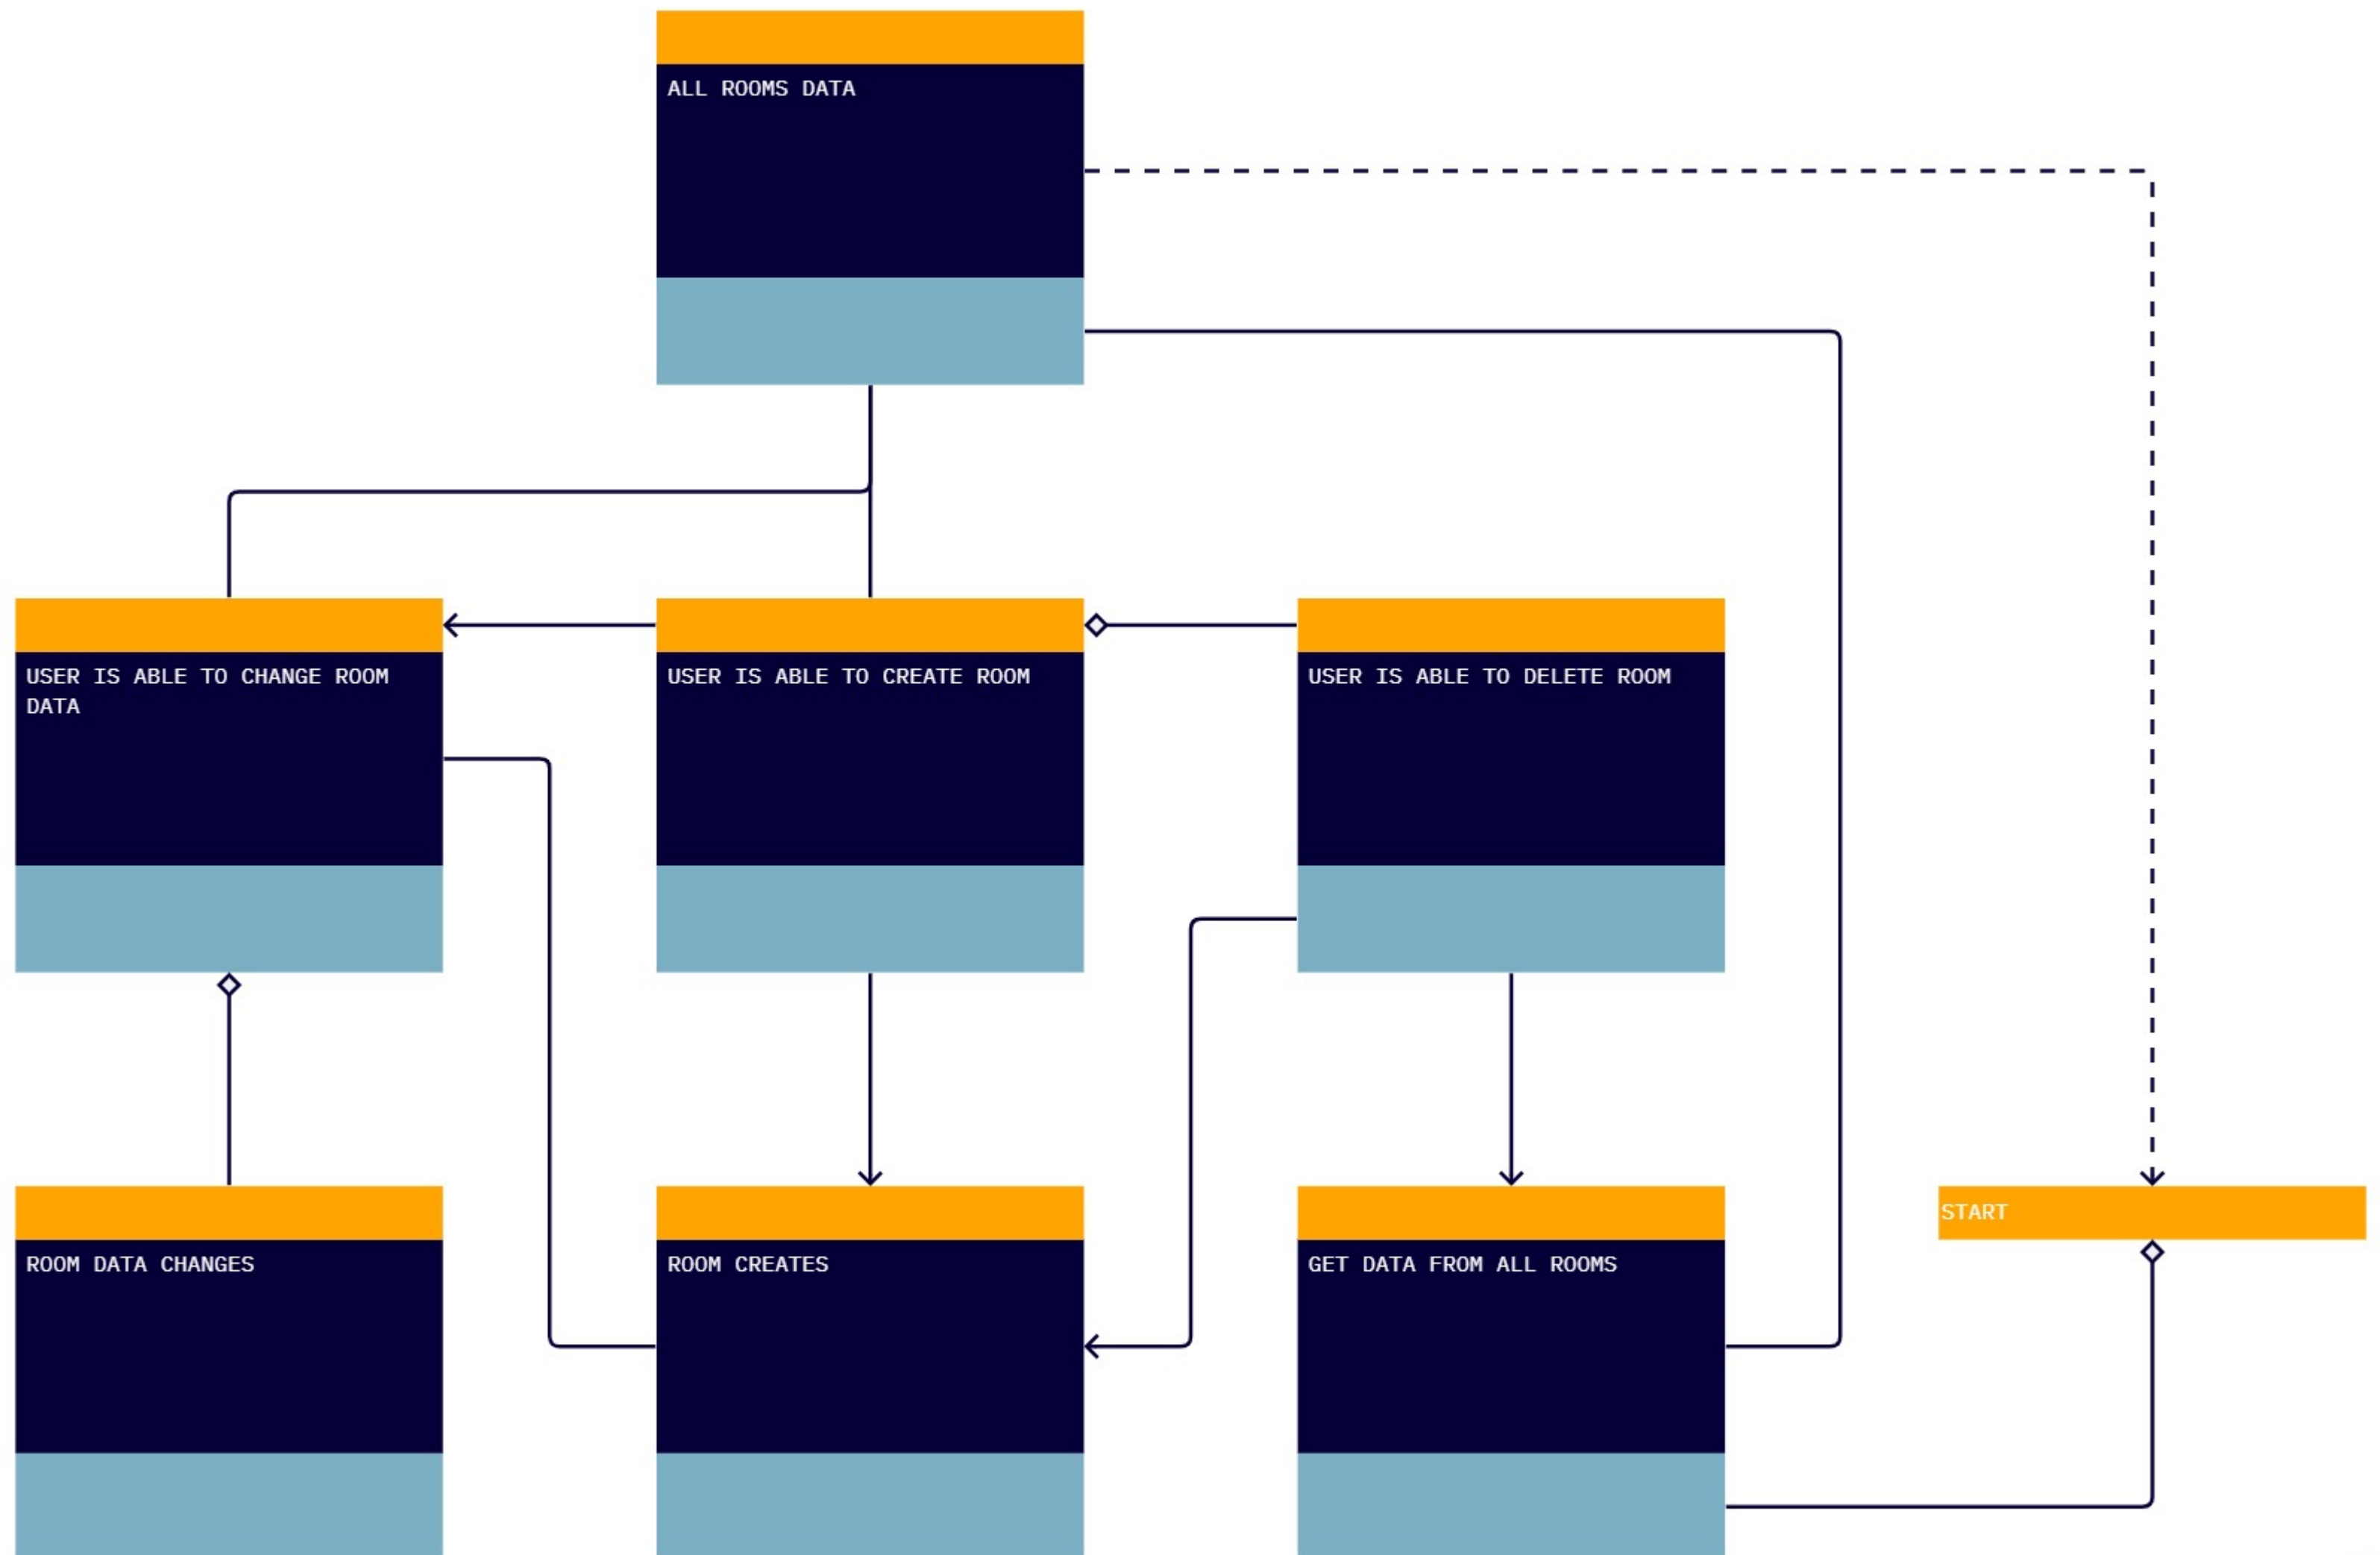 ALL ROOMS DATA
USER IS ABLE TO CHANGE ROOM
DATA
USER IS ABLE TO CREATE ROOM
USER IS ABLE TO DELETE ROOM
ROOM DATA CHANGES
ROOM CREATES
GET DATA FROM ALL ROOMS
START